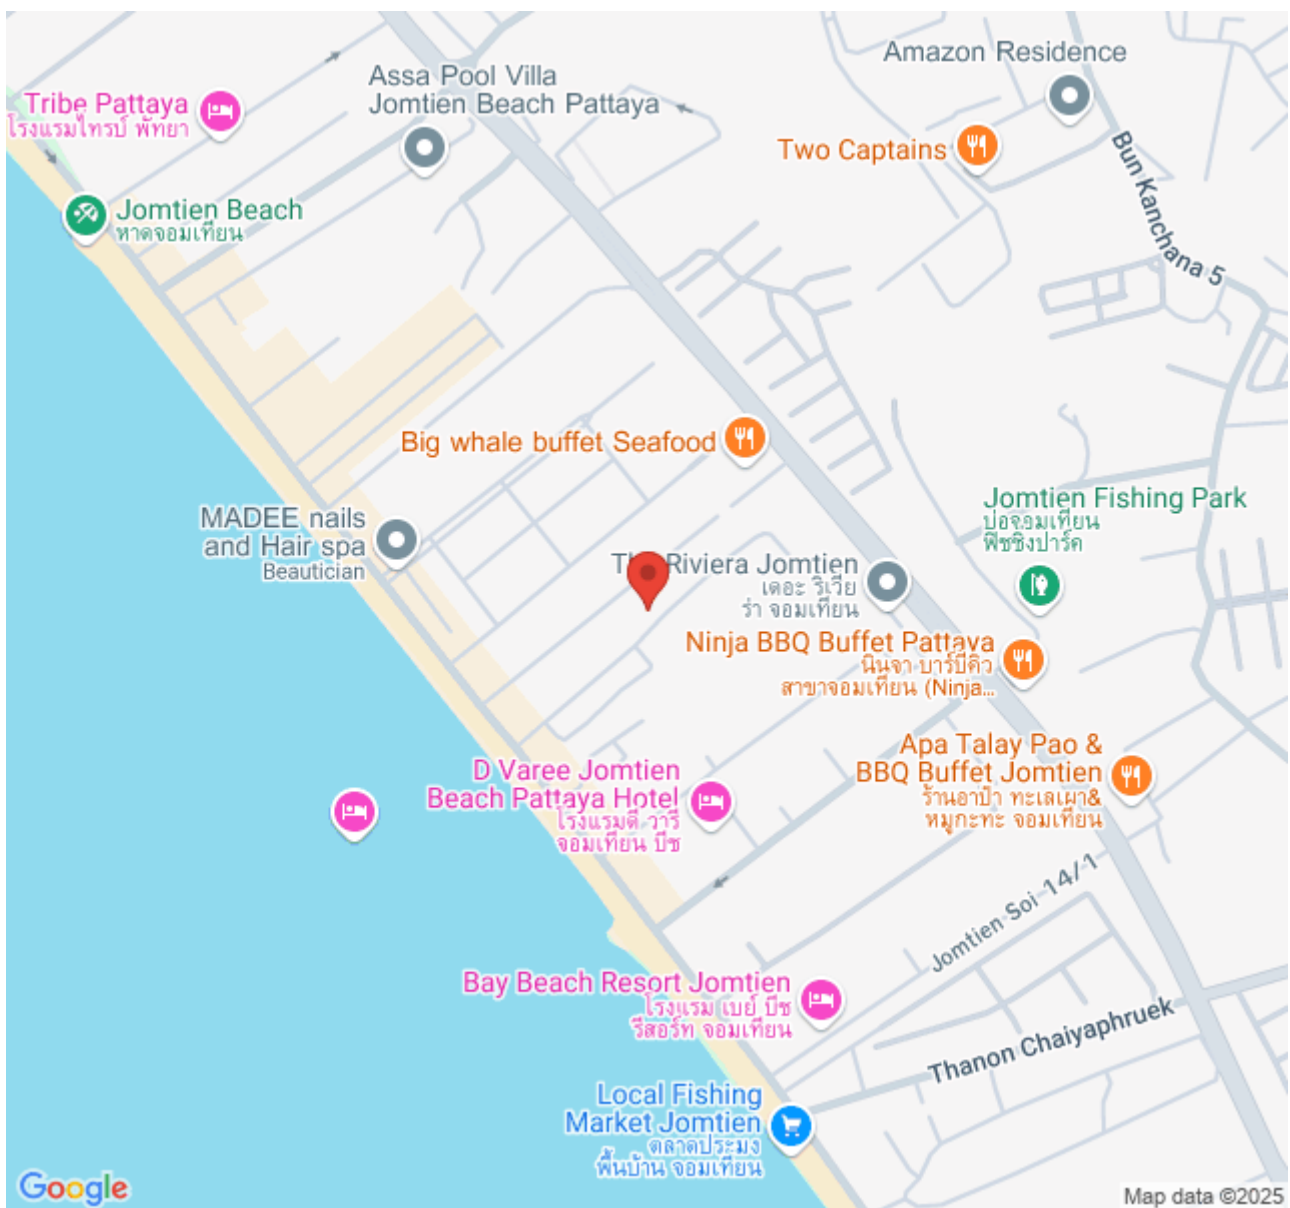 Amazon Residence
Assa Pool Villa
Jomtien Beach Pattaya
Tribe Pattaya
โรงแรมไทรบ์ พัทยา
Two Captains
Bun Kanchana 5
Jomtien Beach
หาดจอมเทียน
Big whale buffet Seafood
Jomtien Fishing Park
บ่อจอมเทียน
ฟิชชิ่งปาร์ค
MADEE nails
and Hair spa
Beautician
Riviera Jomtien
เดอะ ริเวีย
ร่า จอมเทียน
Ninja BBQ Buffet Pattaya
นินจา บาร์บีคิว
สาขาจอมเทียน (Ninja...
Apa Talay Pao &
BBQ Buffet Jomtien
ร้านอาป๋า ทะเลเผา&
หมูกะทะ จอมเทียน
D Varee Jomtien
Beach Pattaya Hotel
โรงแรมดี วารี
จอมเทียน บีช
Jomtien Soi 14/1
Bay Beach Resort Jomtien
โรงแรม เบย์ บีช
รีสอร์ท จอมเทียน
Thanon Chaiyaphruek
Local Fishing
Market Jomtien
ตลาดประมง
พื้นบ้าน จอมเทียน
Google
Map data ©2025